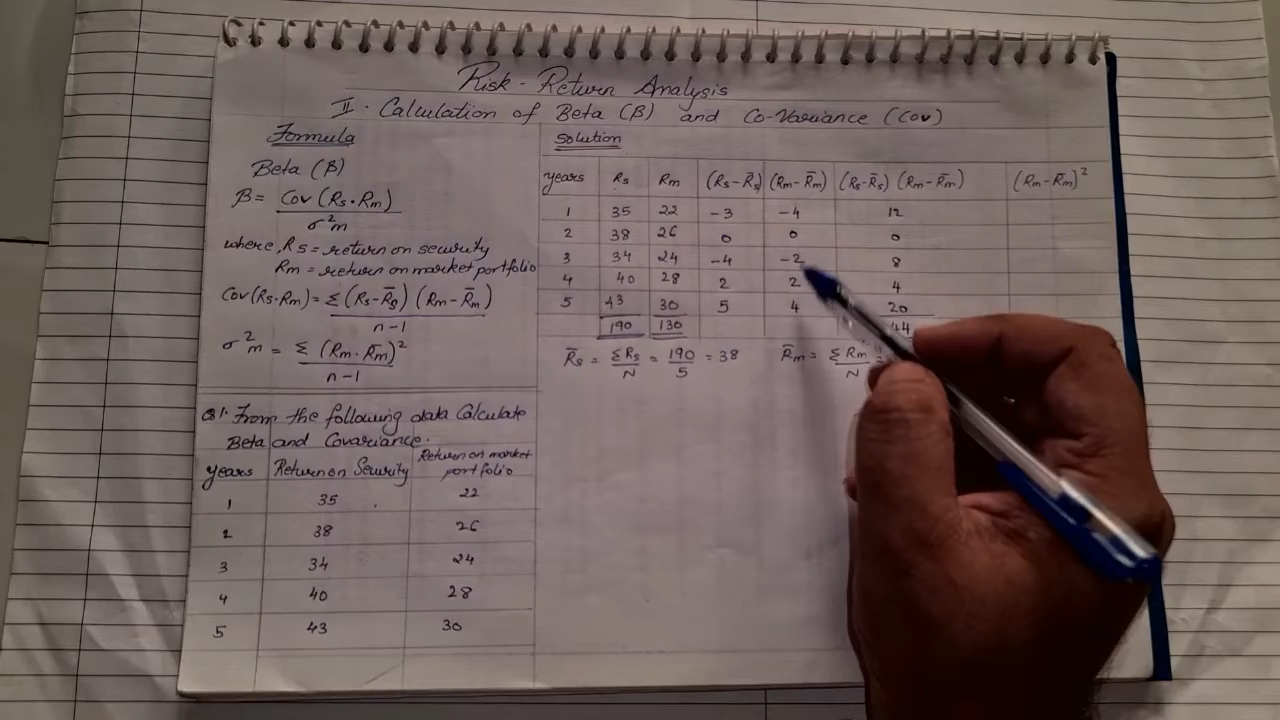 Risk-Return Analysis
II. Calculation of Beta (β) and Co-Variance (Cov)
Formula
Beta (β)
β = Cov (Rs·Rm)
σ²m
where, Rs = return on security
Rm = return on market portfolio
Cov (Rs·Rm) = Σ (Rs-R̄s) (Rm-R̄m)
n-1
σ²m = Σ (Rm-R̄m)²
n-1
Q1. From the following data Calculate
Beta and Covariance.
years Return on Security Return on market portfolio
1 35 22
2 38 26
3 34 24
4 40 28
5 43 30
Solution
years Rs Rm (Rs-R̄s) (Rm-R̄m) (Rs-R̄s) (Rm-R̄m) (Rm-R̄m)²
1 35 22 -3 -4 12
2 38 26 0 0 0
3 34 24 -4 -2 8
4 40 28 2 2 4
5 43 30 5 4 20
190 130 44
R̄s = ΣRs = 190 = 38 R̄m = ΣRm =
N 5 N